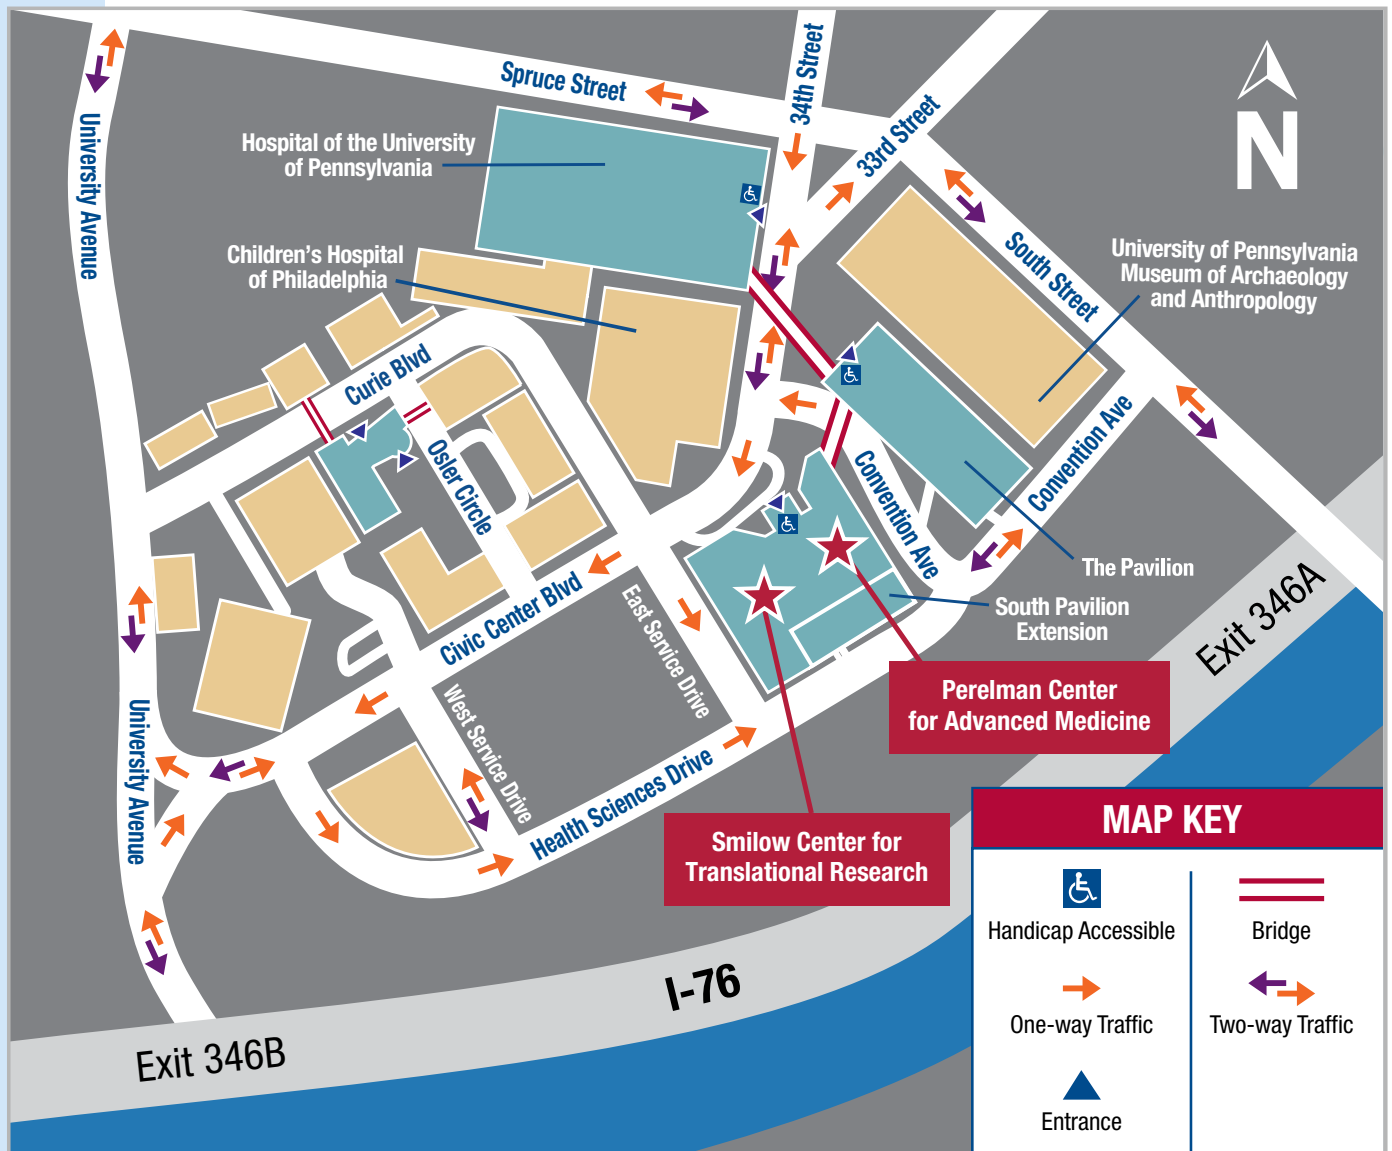 Spruce Street
34th Street
33rd Street
N
University Avenue
Hospital of the University
of Pennsylvania
Children's Hospital
of Philadelphia
South Street
University of Pennsylvania
Museum of Archaeology
and Anthropology
Curie Blvd
Osler Circle
Convention Ave
Convention Ave
The Pavilion
South Pavilion
Extension
Civic Center Blvd
East Service Drive
West Service Drive
Exit 346A
Perelman Center
for Advanced Medicine
University Avenue
Health Sciences Drive
Smilow Center for
Translational Research
I-76
Exit 346B
MAP KEY
Handicap Accessible
Bridge
One-way Traffic
Two-way Traffic
Entrance